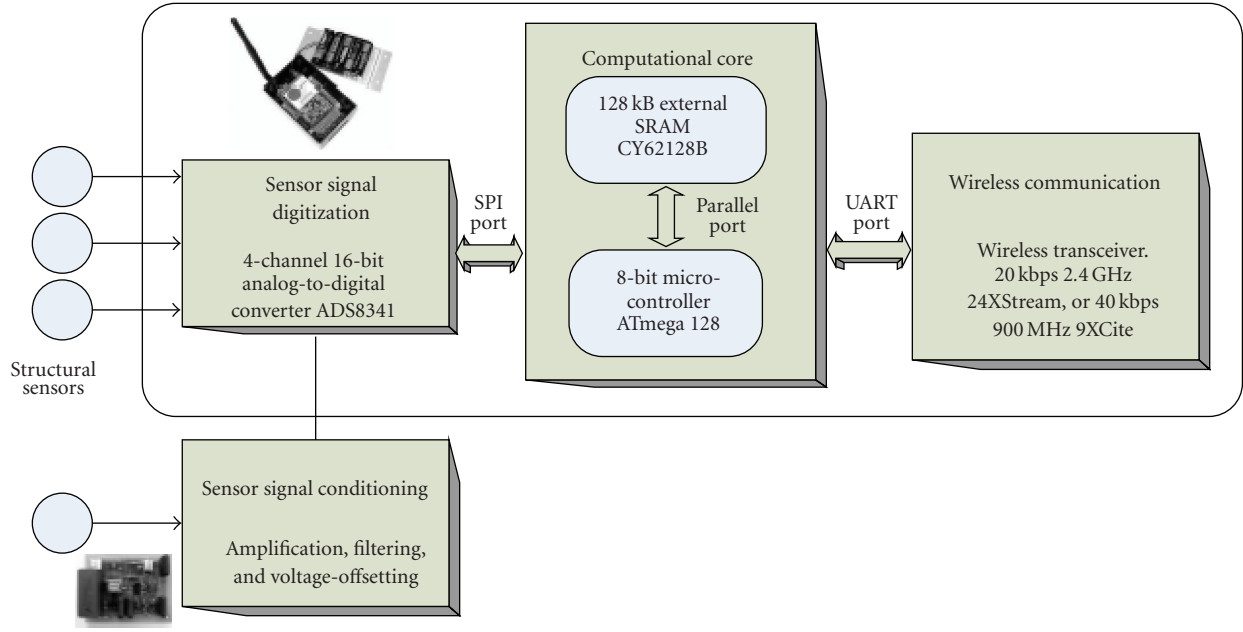 Structural
sensors
Sensor signal
digitization
4-channel 16-bit
analog-to-digital
converter ADS8341
SPI
port
Computational core
128 kB external
SRAM
CY62128B
Parallel
port
8-bit micro-
controller
ATmega 128
UART
port
Wireless communication
Wireless transceiver.
20 kbps 2.4 GHz
24XStream, or 40 kbps
900 MHz 9XCite
Sensor signal conditioning
Amplification, filtering,
and voltage-offsetting